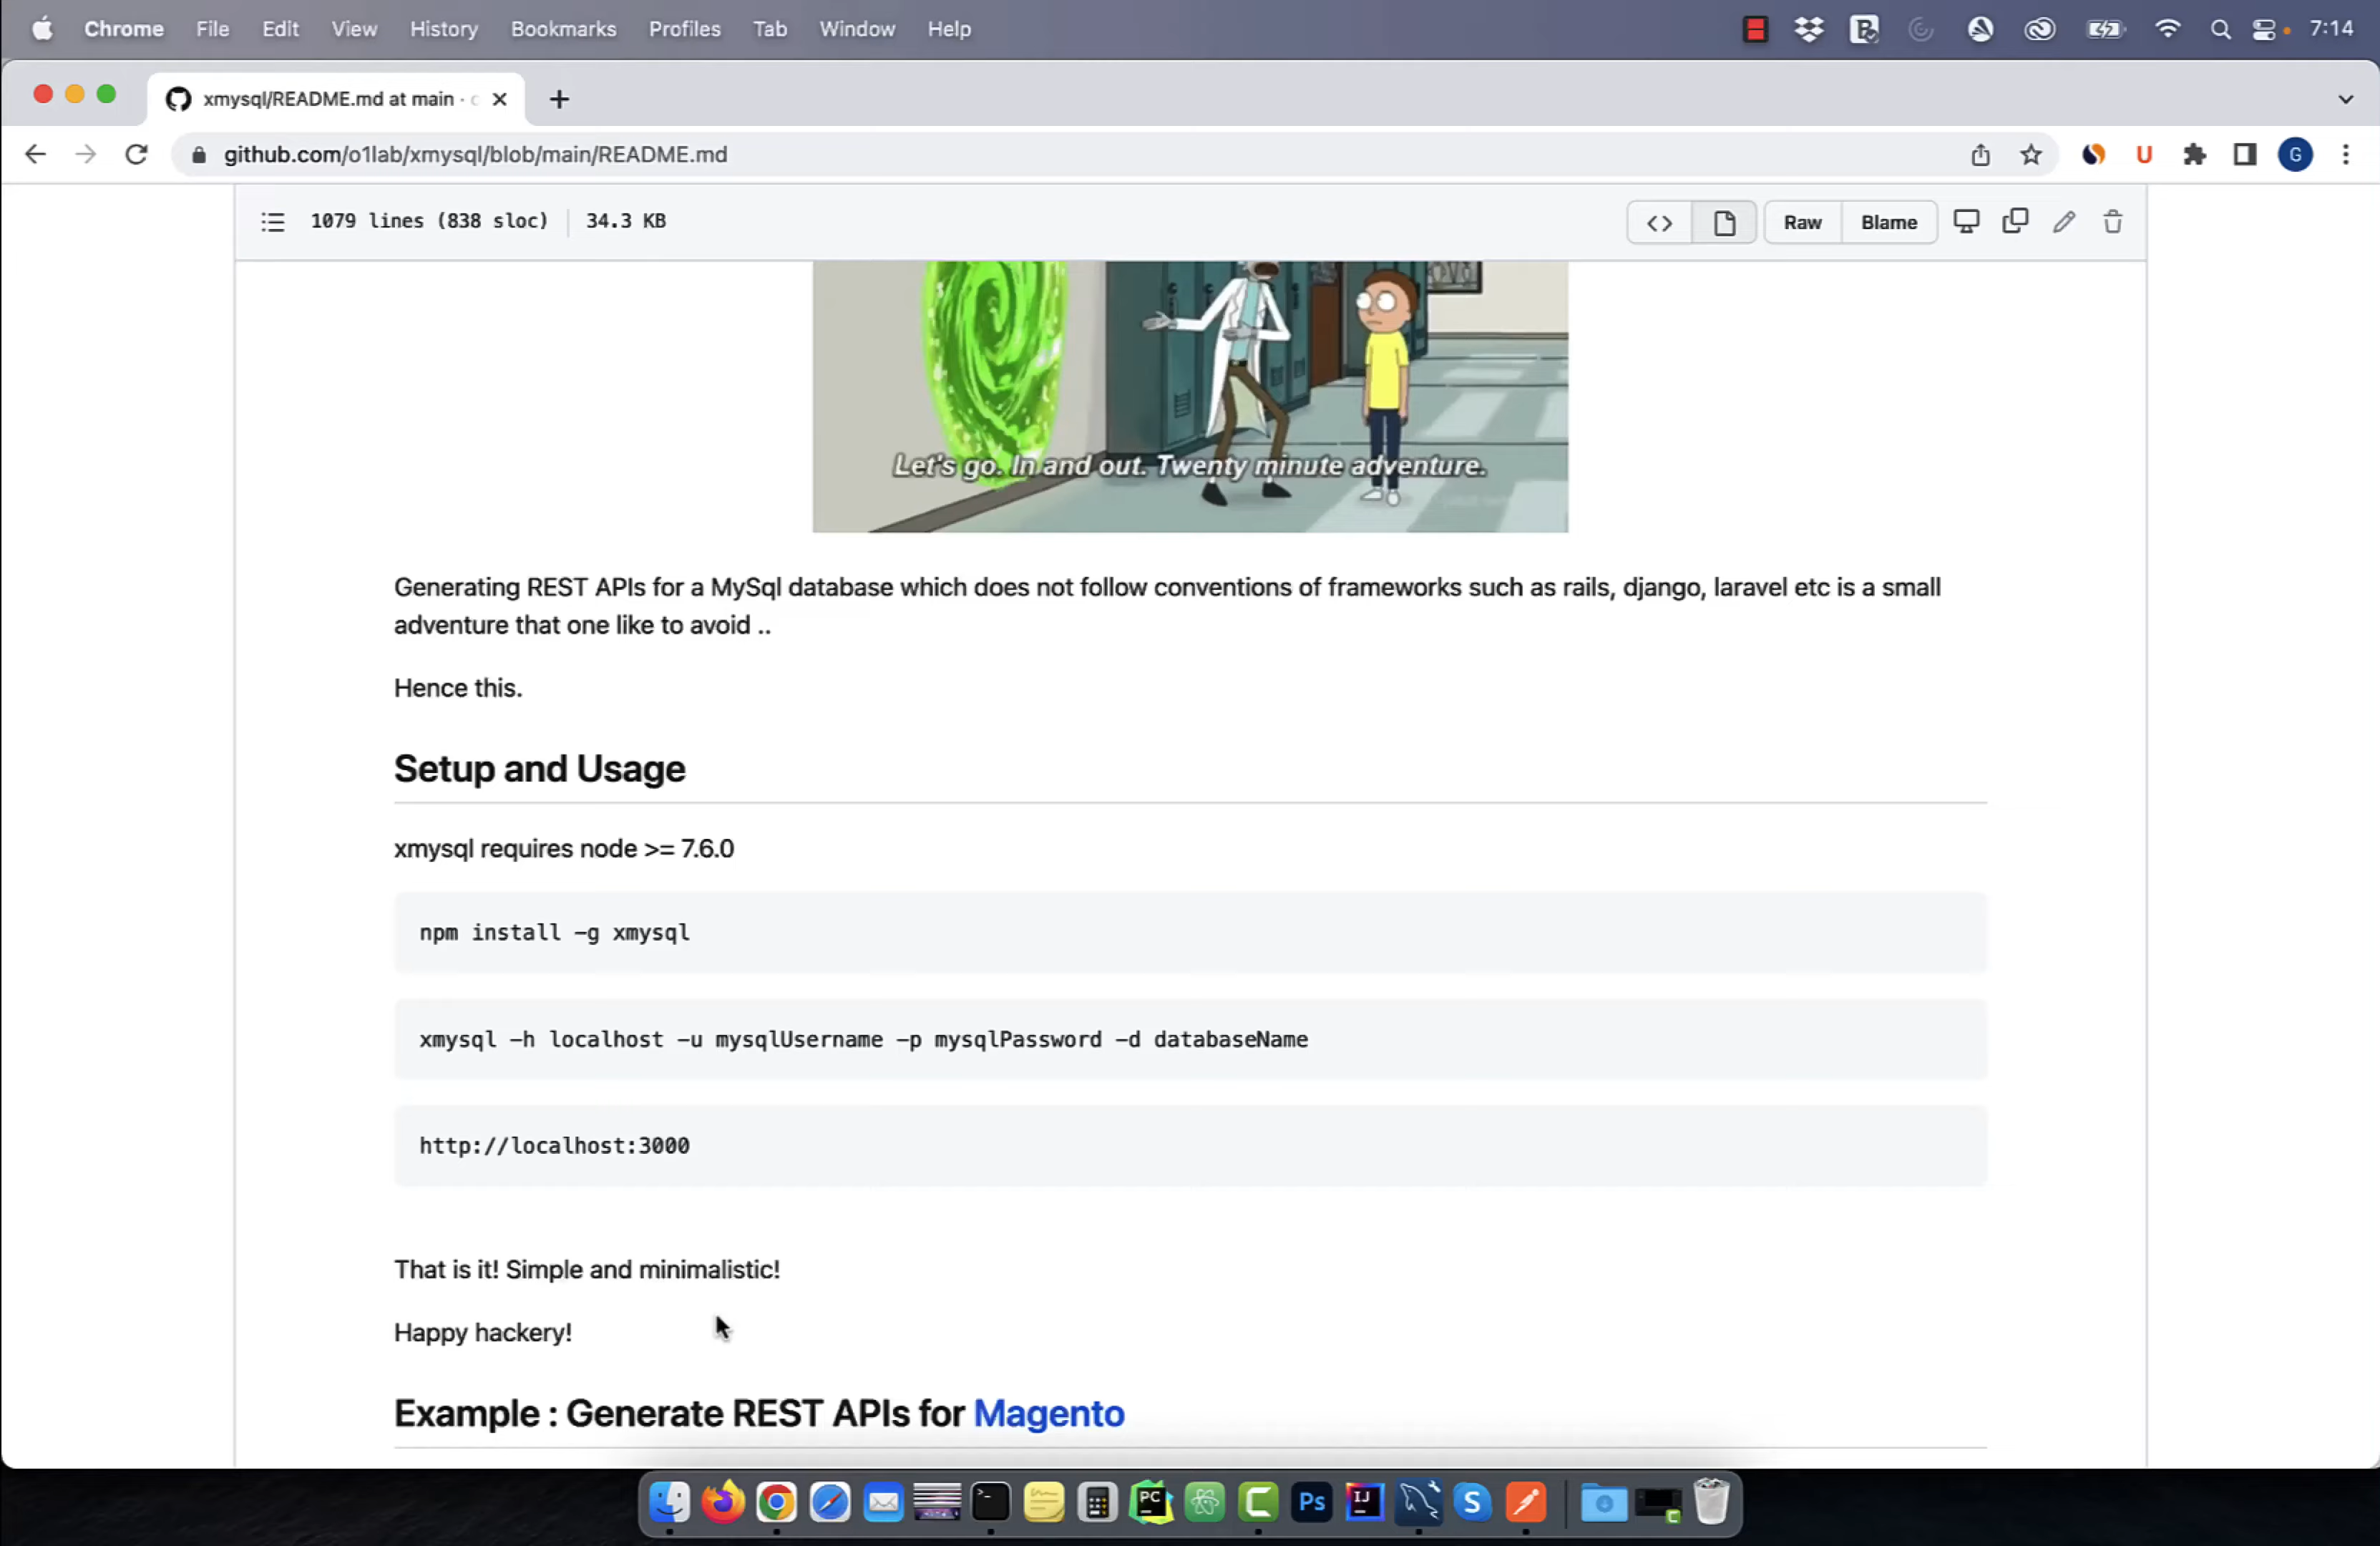 Chrome File Edit View History Bookmarks Profiles Tab Window Help 7:14
xmysql/README.md at main ·
github.com/o1lab/xmysql/blob/main/README.md
G
1079 lines (838 sloc) 34.3 KB Raw Blame
Let's go. In and out. Twenty minute adventure.
Generating REST APIs for a MySql database which does not follow conventions of frameworks such as rails, django, laravel etc is a small
adventure that one like to avoid ..
Hence this.
Setup and Usage
xmysql requires node >= 7.6.0
npm install -g xmysql
xmysql -h localhost -u mysqlUsername -p mysqlPassword -d databaseName
http://localhost:3000
That is it! Simple and minimalistic!
Happy hackery!
Example : Generate REST APIs for Magento
PC Ps IJ S